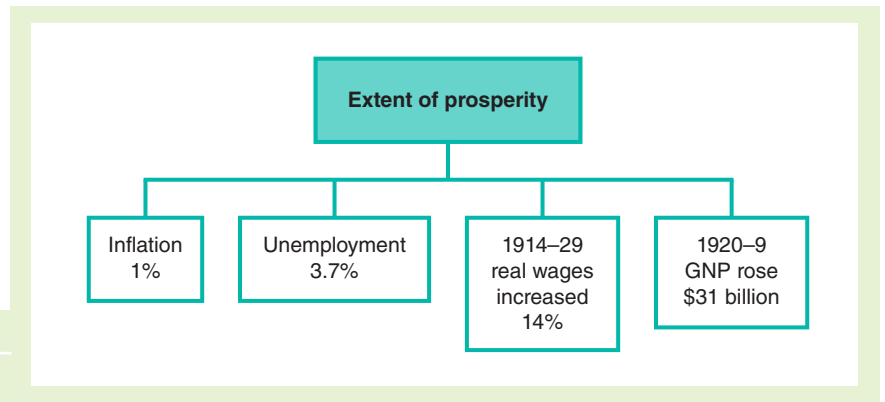 Extent of prosperity
Inflation
1%
Unemployment
3.7%
1914–29
real wages
increased
14%
1920–9
GNP rose
$31 billion